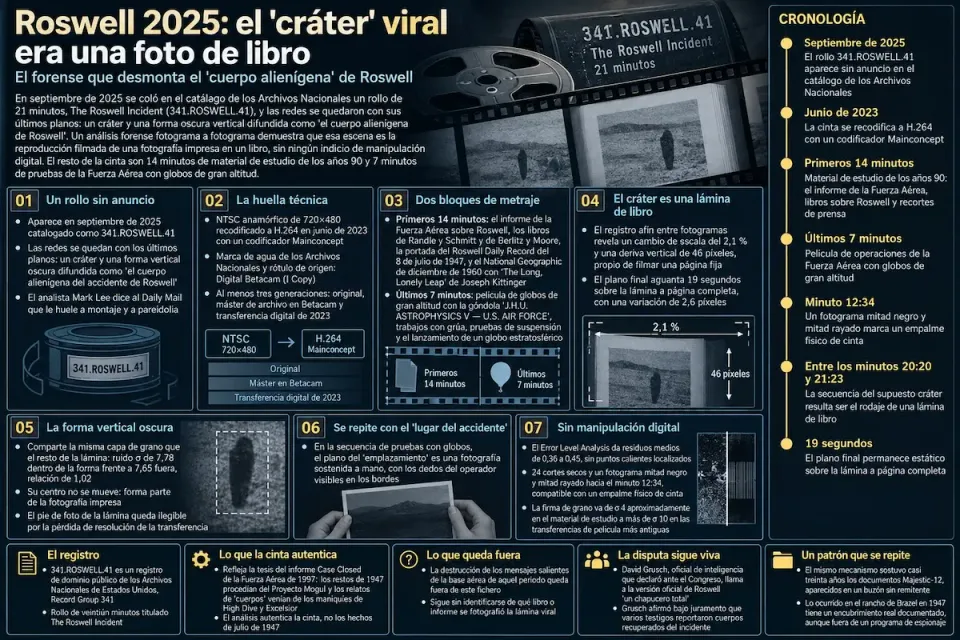 Roswell 2025: el 'cráter' viral
era una foto de libro
El forense que desmonta el 'cuerpo alienígena' de Roswell
En septiembre de 2025 se coló en el catálago de los Archivos Nacionales un rollo de
21 minutos, The Roswell Incident (341.ROSWELL.41), y las redes se quedaron con sus
últimos planos: un cráter y una forma oscura vertical difundida como 'el cuerpo alienígena
de Roswell'. Un análisis forense fotograma a fotograma demuestra que esa escena es la
reproducción filmada de una fotografía impresa en un libro, sin ningún indicio de manipulación
digital. El resto de la cinta son 14 minutos de material de estudio de los años 90 y 7 minutos
de pruebas de la Fuerza Aérea con globos de gran altitud.
341.ROSWELL.41
The Roswell Incident
21 minutos
01 Un rollo sin anuncio
Aparece en septiembre de 2025
catalogado como 341.ROSWELL.41
Las redes se quedan con los últimos
planos: un cráter y una forma vertical
oscura difundida como 'el cuerpo alienígena
del accidente de Roswell'
El analista Mark Lee dice al Daily Mail
que le huele a montaje y a pareidolia
341.ROSWELL.41
02 La huella técnica
NTSC anamórfico de 720×480
recodificado a H.264 en junio de 2023
con un codificador Mainconcept
Marca de agua de los Archivos
Nacionales y rótulo de origen:
Digital Betacam (I Copy)
Al menos tres generaciones: original,
máster de archivo en Betacam y
transferencia digital de 2023
NTSC
720×480
H.264
Mainconcept
Original
Máster en Betacam
Transferencia digital de 2023
03 Dos bloques de metraje
Primeros 14 minutos: el informe de la
Fuerza Aérea sobre Roswell, los libros
de Randle y Schmitt y de Berlitz y Moore,
la portada del Roswell Daily Record del
8 de julio de 1947, y el National Geographic
de diciembre de 1960 con 'The Long,
Lonely Leap' de Joseph Kittinger
Últimos 7 minutos: pelicula de globos de
gran altitud con la góndola 'J.H.U.
ASTROPHYSICS V — U.S. AIR FORCE',
trabajos con grúa, pruebas de suspensión
y el lanzamiento de un globo estratosférico
Primeros
14 minutos
Últimos
7 minutos
04 El cráter es una lámina
de libro
El registro afín entre fotogramas
revela un cambio de escala del 2,1 %
y una deriva vertical de 46 píxeles,
propio de filmar una página fija
El plano final aguanta 19 segundos
sobre la lámina a página completa,
con una variación de 2,6 píxeles
2,1 %
46 píxeles
05 La forma vertical oscura
Comparte la misma capa de grano que
el resto de la lámina: ruido σ de 7,78
dentro de la forma frente a 7,65 fuera,
relación de 1,02
Su centro no se mueve: forma parte
de la fotografía impresa
El pie de foto de la lámina queda ilegible
por la pérdida de resolución de la transferencia
06 Se repite con el 'lugar del accidente'
En la secuencia de pruebas con globos,
el plano del 'emplazamiento' es una fotografía
sostenida a mano, con los dedos del operador
visibles en los bordes
07 Sin manipulación digital
El Error Level Analysis da residuos medios
de 0,36 a 0,45, sin puntos calientes localizados
24 cortes secos y un fotograma mitad negro
y mitad rayado hacia el minuto 12:34,
compatible con un empalme físico de cinta
La firma de grano va de σ 4 aproximadamente
en el material de estudio a más de σ 10 en las
transferencias de película más antiguas
CRONOLOGÍA
Septiembre de 2025
El rollo 341.ROSWELL.41
aparece sin anuncio en el
catálogo de los Archivos
Nacionales
Junio de 2023
La cinta se recodifica a H.264
con un codificador Mainconcept
Primeros 14 minutos
Material de estudio de los años 90:
el informe de la Fuerza Aérea,
libros sobre Roswell y recortes
de prensa
Últimos 7 minutos
Pelicula de operaciones de la
Fuerza Aérea con globos de
gran altitud
Minuto 12:34
Un fotograma mitad negro y
mitad rayado marca un empalme
físico de cinta
Entre los minutos 20:20
y 21:23
La secuencia del supuesto cráter
resulta ser el rodaje de una lámina
de libro
19 segundos
El plano final permanece estático
sobre la lámina a página completa
El registro
341.ROSWELL.41 es un registro
de dominio público de los Archivos
Nacionales de Estados Unidos,
Record Group 341
Rollo de veintiún minutos titulado
The Roswell Incident
Lo que la cinta autentica
Refleja la tesis del informe Case Closed
de la Fuerza Aérea de 1997: los restos de 1947
procedían del Proyecto Mogul y los relatos
de 'cuerpos' venían de los maniquíes de
High Dive y Excelsior
El análisis autentica la cinta, no los hechos
de julio de 1947
Lo que queda fuera
La destrucción de los mensajes salientes
de la base aérea de aquel periodo queda
fuera de este fichero
Sigue sin identificarse de qué libro o
informe se fotografió la lámina viral
La disputa sigue viva
David Grusch, oficial de inteligencia
que declaró ante el Congreso, llama
a la versión oficial de Roswell
'un chapucero total'
Grusch afirmó bajo juramento que
varios testigos reportaron cuerpos
recuperados del incidente
Un patrón que se repite
El mismo mecanismo sostuvo casi
treinta años los documentos Majestic-12,
aparecidos en un buzón sin remitente
Lo ocurrido en el rancho de Brazel en 1947
tiene un encubrimiento real documentado,
aunque fuera de un programa de espionaje